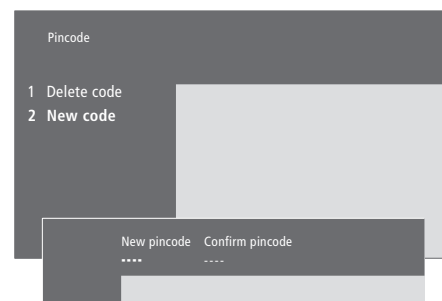 Pincode
1 Delete code
2 New code
New pincode Confirm pincode
---- ----